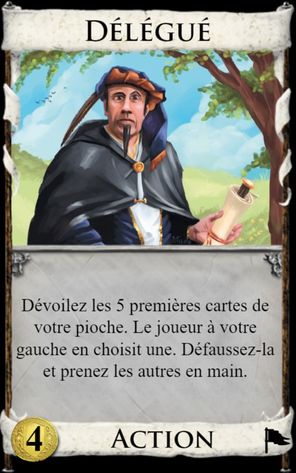 DÉLÉGUÉ
Dévoilez les 5 premières cartes de
votre pioche. Le joueur à votre
gauche en choisit une. Défaussez-la
et prenez les autres en main.
4 ACTION